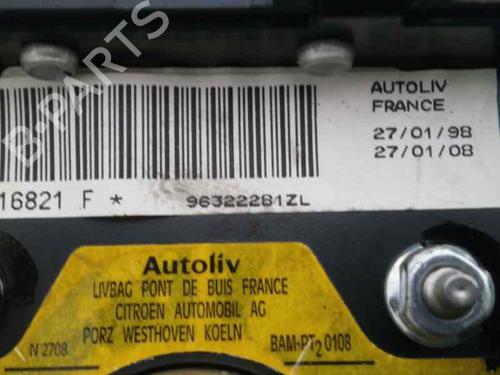 AUTOLIV
FRANCE
27/01/98
27/01/08
16821 F *
96322281ZL
Autoliv
LIVBAG PONT DE BUIS FRANCE
CITROEN AUTOMOBIL AG
PORZ WESTHOVEN KOELN
N 2708
BAM-PT2 0108
B-PARTS